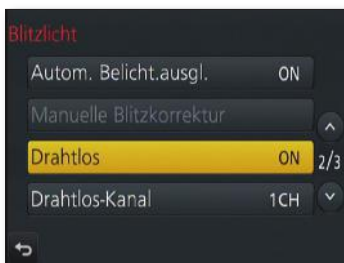 Blitzlicht
Autom. Belicht.ausgl. ON
Manuelle Blitzkorrektur
Drahtlos ON
2/3
Drahtlos-Kanal 1CH